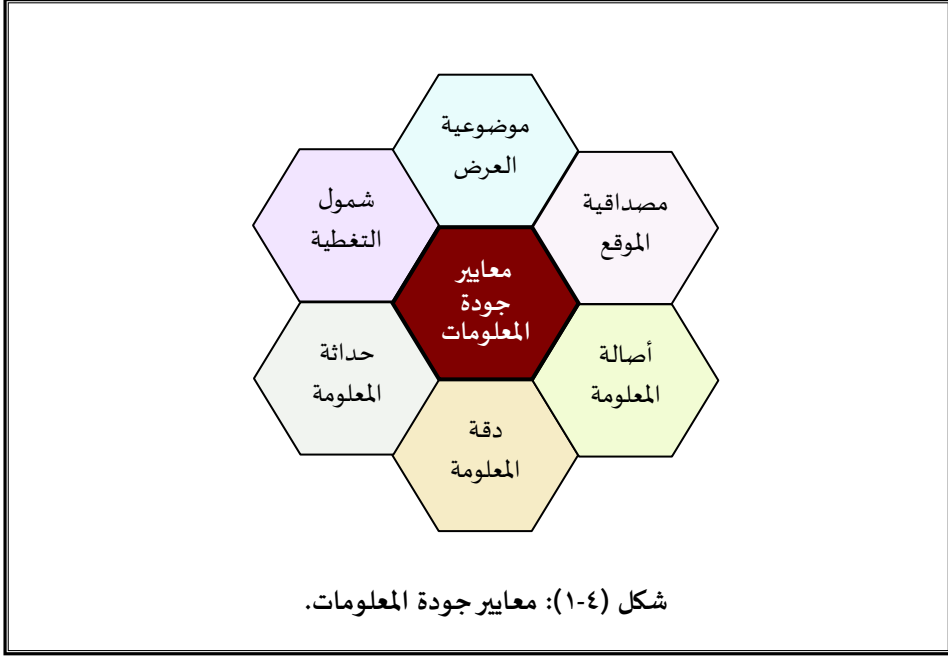 موضوعية
العرض
مصداقية
الموقع
شمول
التغطية
معايير
جودة
المعلومات
أصالة
المعلومة
حداثة
المعلومة
دقة
المعلومة
شكل (٤-١): معايير جودة المعلومات.